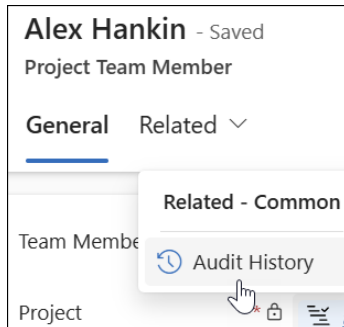 Alex Hankin - Saved
Project Team Member
General Related
Related - Common
Team Membe
Audit History
Project *